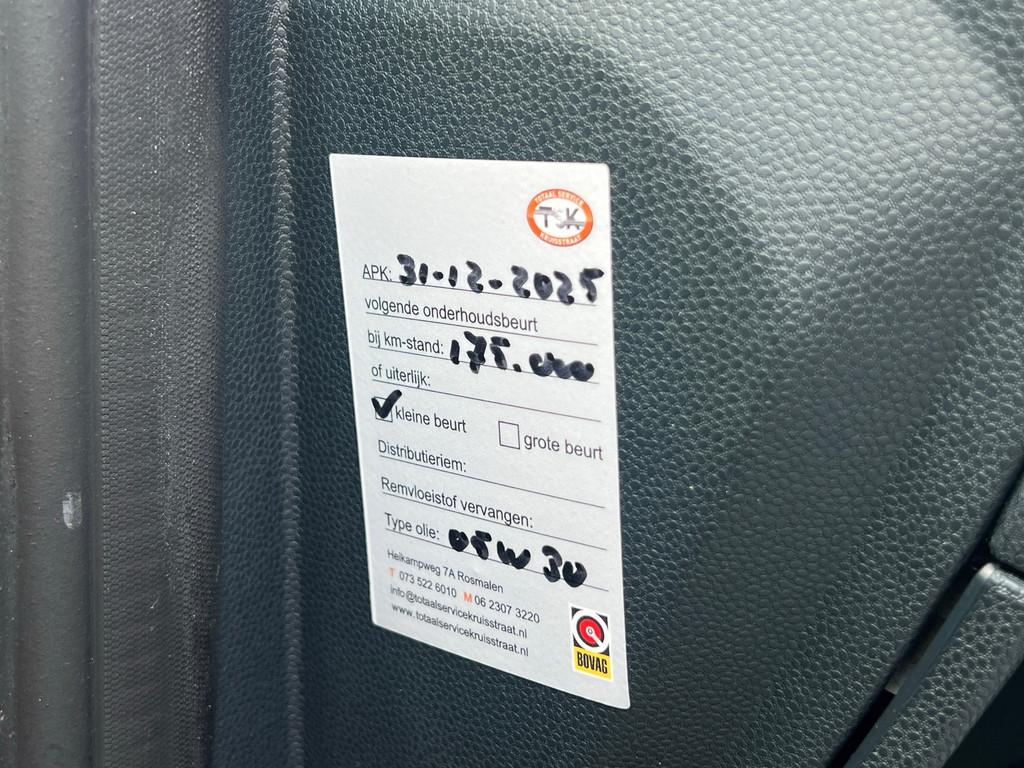 TOTAAL SERVICE
TSK
KRUISSTRAAT
APK: 31-12-2025
volgende onderhoudsbeurt
bij km-stand: 175.000
of uiterlijk:
kleine beurt grote beurt
Distributieriem:
Remvloeistof vervangen:
Type olie: 05W30
Heikampweg 7A Rosmalen
T 073 522 6010 M 06 2307 3220
info@totaalservicekruisstraat.nl
www.totaalservicekruisstraat.nl
BOVAG